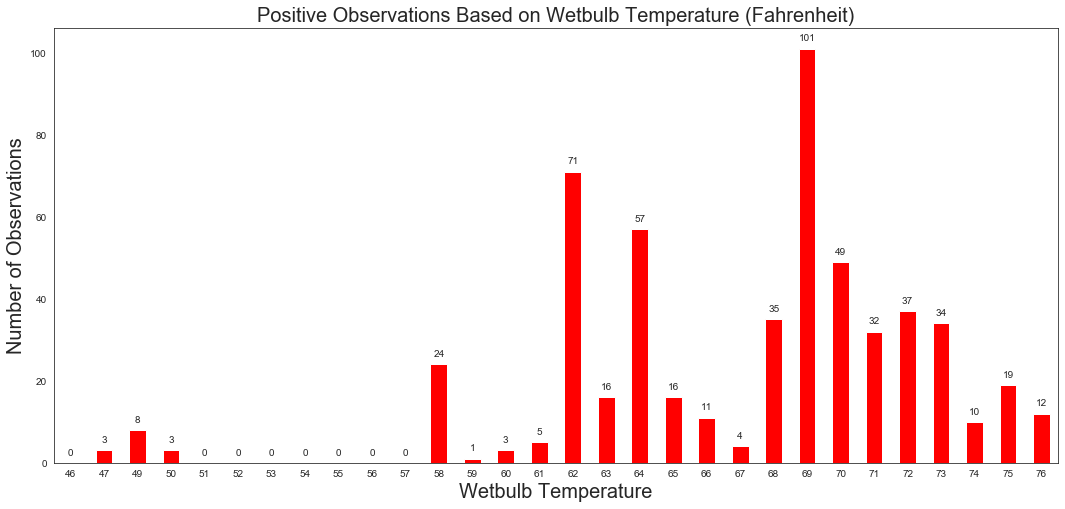 Positive Observations Based on Wetbulb Temperature (Fahrenheit)
Number of Observations
100
80
60
40
20
0
0 3 8 3 0 0 0 0 0 0 0 24 1 3 5 71 16 57 16 11 4 35 101 49 32 37 34 10 19 12
46 47 49 50 51 52 53 54 55 56 57 58 59 60 61 62 63 64 65 66 67 68 69 70 71 72 73 74 75 76
Wetbulb Temperature